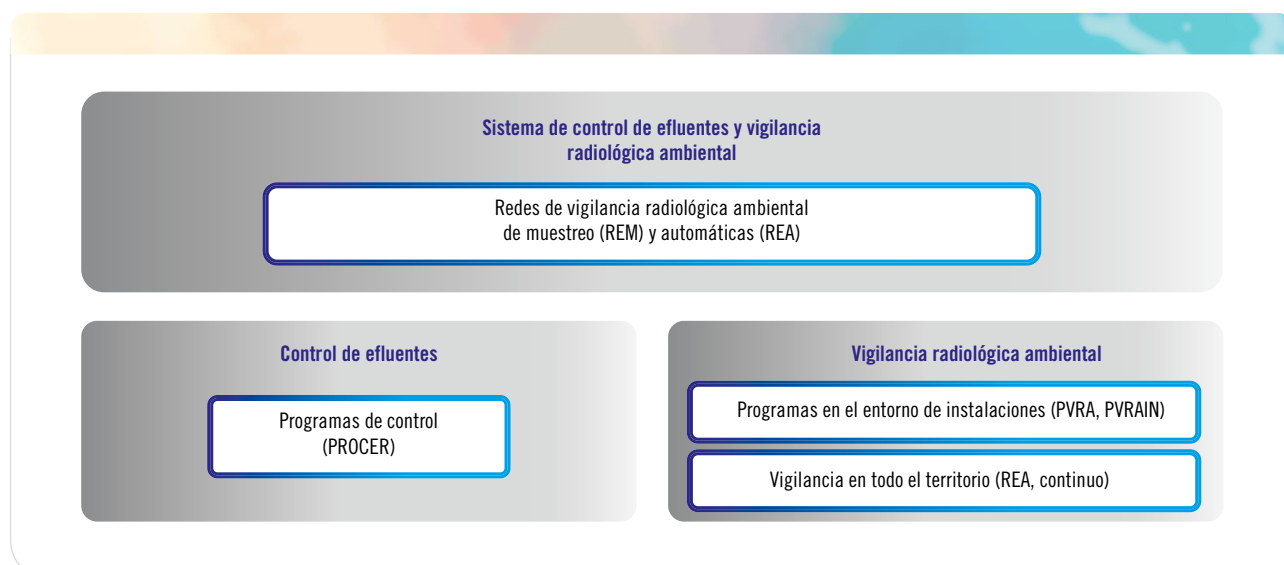 Sistema de control de efluentes y vigilancia
radiológica ambiental
Redes de vigilancia radiológica ambiental
de muestreo (REM) y automáticas (REA)
Control de efluentes
Programas de control
(PROCER)
Vigilancia radiológica ambiental
Programas en el entorno de instalaciones (PVRA, PVRAIN)
Vigilancia en todo el territorio (REA, continuo)